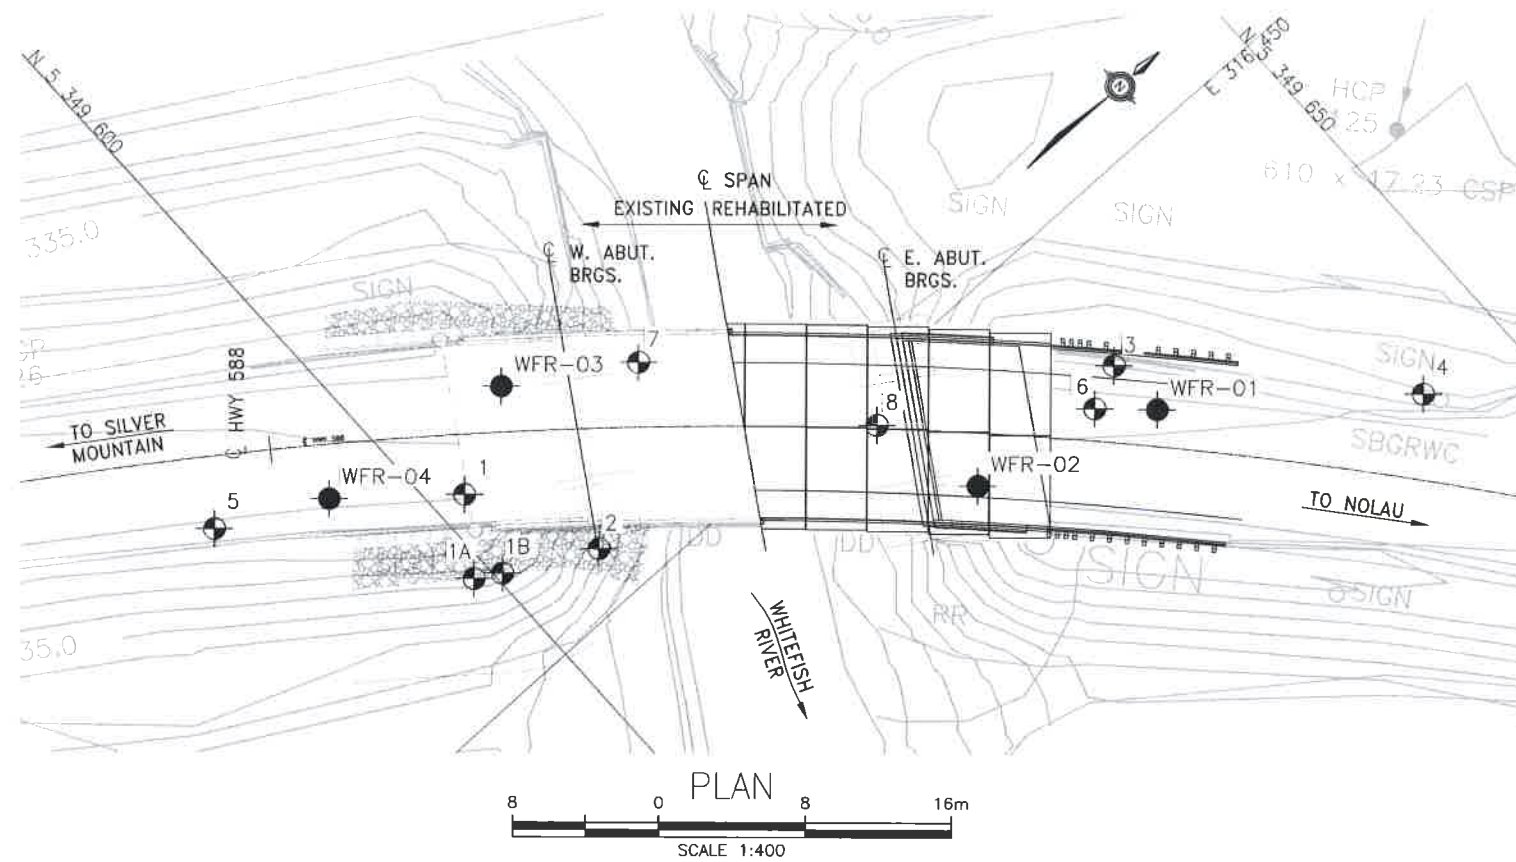 N 5 349 600
E 316 450
N 5 349 650
N
HCP
25
610 x 17.23 CSP
℄ SPAN
EXISTING REHABILITATED
SIGN
SIGN
335.0
℄ W. ABUT.
BRGS.
℄ E. ABUT.
BRGS.
SIGN
7
3
WFR-03
SIGN
4
26
8
6
WFR-01
℄ HWY 588
TO SILVER
MOUNTAIN
SBGRWC
WFR-04
1
WFR-02
5
2
TO NOLAU
1A
1B
DD
DD
SIGN
SIGN
RR
35.0
WHITEFISH
RIVER
PLAN
8 0 8 16m
SCALE 1:400